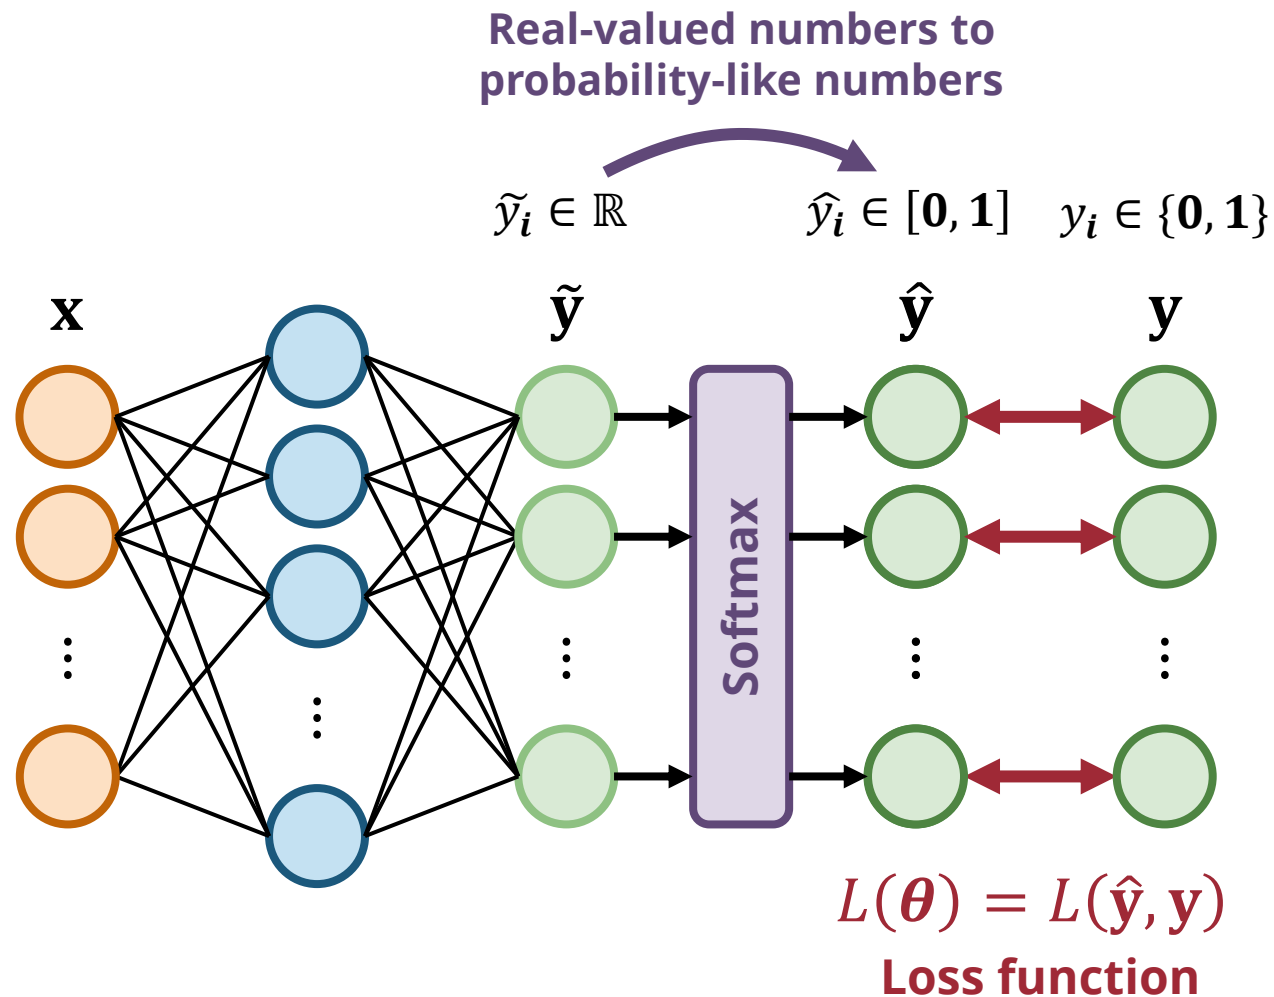 Real-valued numbers to
probability-like numbers
ỹᵢ ∈ ℝ
ŷᵢ ∈ [0, 1]
yᵢ ∈ {0, 1}
x
ỹ
ŷ
y
⋮
⋮
⋮
⋮
⋮
Softmax
L(θ) = L(ŷ, y)
Loss function